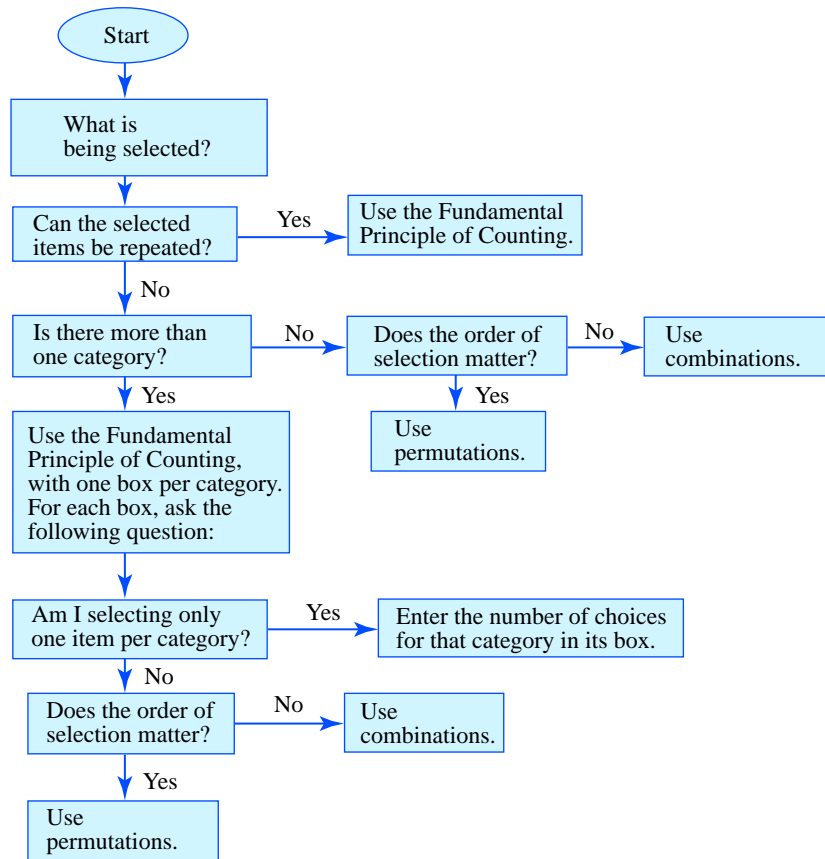 Start
What is
being selected?
Can the selected
items be repeated?
Yes
Use the Fundamental
Principle of Counting.
No
Is there more than
one category?
No
Does the order of
selection matter?
No
Use
combinations.
Yes
Use
permutations.
Yes
Use the Fundamental
Principle of Counting,
with one box per category.
For each box, ask the
following question:
Am I selecting only
one item per category?
Yes
Enter the number of choices
for that category in its box.
No
Does the order of
selection matter?
No
Use
combinations.
Yes
Use
permutations.